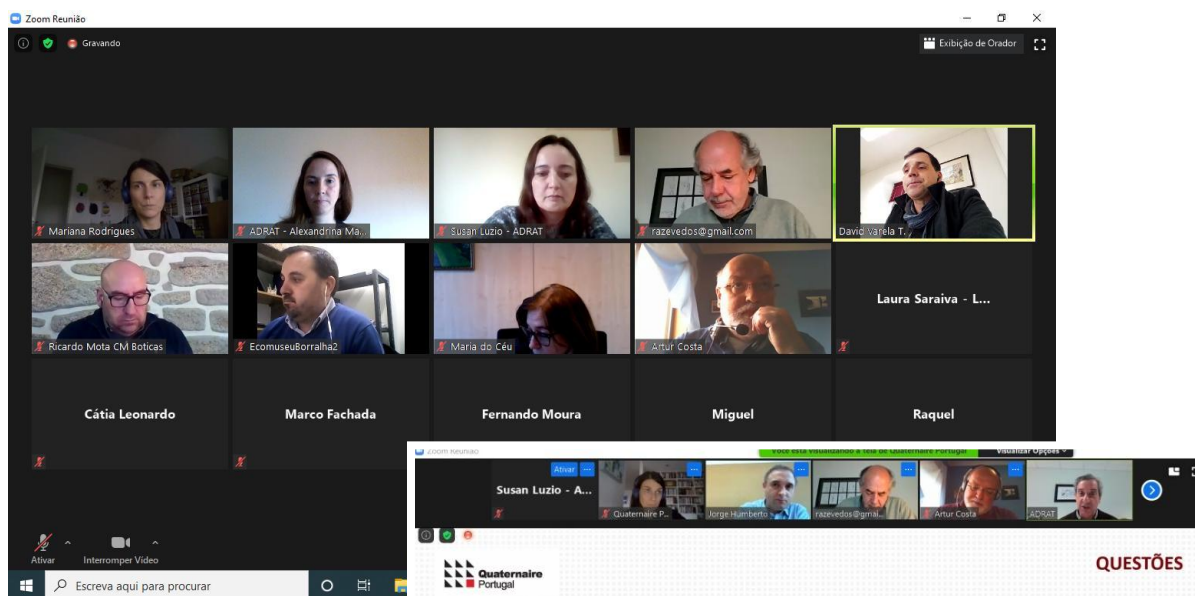 Zoom Reunião
Gravando
Exibição de Orador
Mariana Rodrigues
ADRAT - Alexandrina Ma...
Susan Luzio - ADRAT
razevedos@gmail.com
David Varela T.
Ricardo Mota CM Boticas
EcomuseuBorralha2
Maria do Céu
Artur Costa
Laura Saraiva - L...
Cátia Leonardo
Marco Fachada
Fernando Moura
Miguel
Raquel
Ativar
Interromper Vídeo
Escreva aqui para procurar
Zoom Reunião
Você está visualizando a tela de Quaternaire Portugal
Visualizar Opções
Ativar
Susan Luzio - A...
Quaternaire P...
Jorge Humberto
razevedos@gmai...
Artur Costa
ADRAT
Quaternaire
Portugal
QUESTÕES